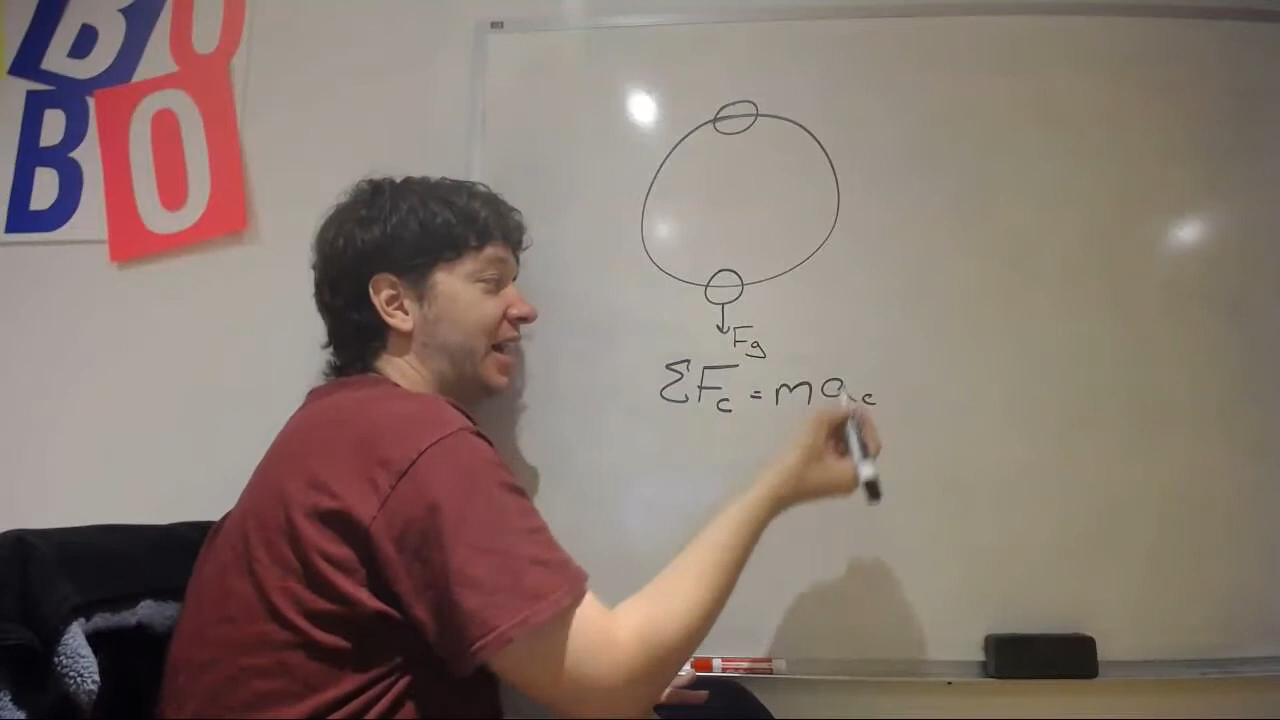 B O
B O
Fg
ΣFc = mac